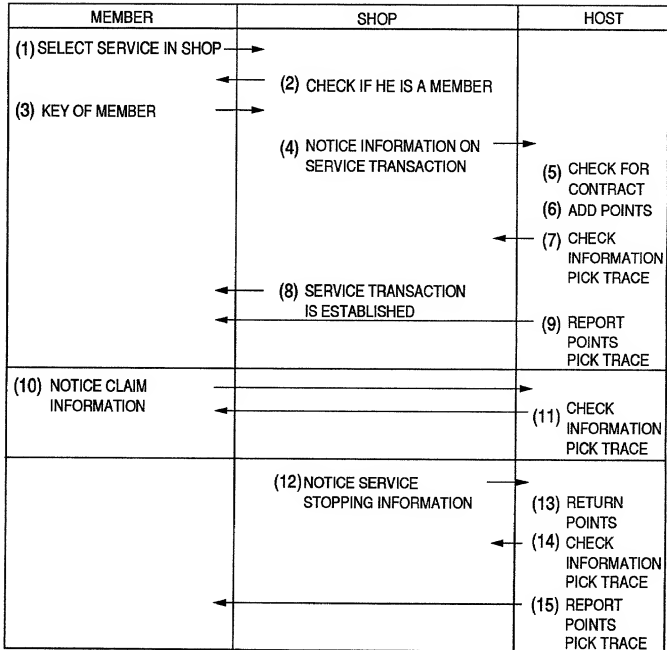 MEMBER SHOP HOST
(1) SELECT SERVICE IN SHOP
(2) CHECK IF HE IS A MEMBER
(3) KEY OF MEMBER
(4) NOTICE INFORMATION ON
SERVICE TRANSACTION
(5) CHECK FOR
CONTRACT
(6) ADD POINTS
(7) CHECK
INFORMATION
PICK TRACE
(8) SERVICE TRANSACTION
IS ESTABLISHED
(9) REPORT
POINTS
PICK TRACE
(10) NOTICE CLAIM
INFORMATION
(11) CHECK
INFORMATION
PICK TRACE
(12) NOTICE SERVICE
STOPPING INFORMATION
(13) RETURN
POINTS
(14) CHECK
INFORMATION
PICK TRACE
(15) REPORT
POINTS
PICK TRACE